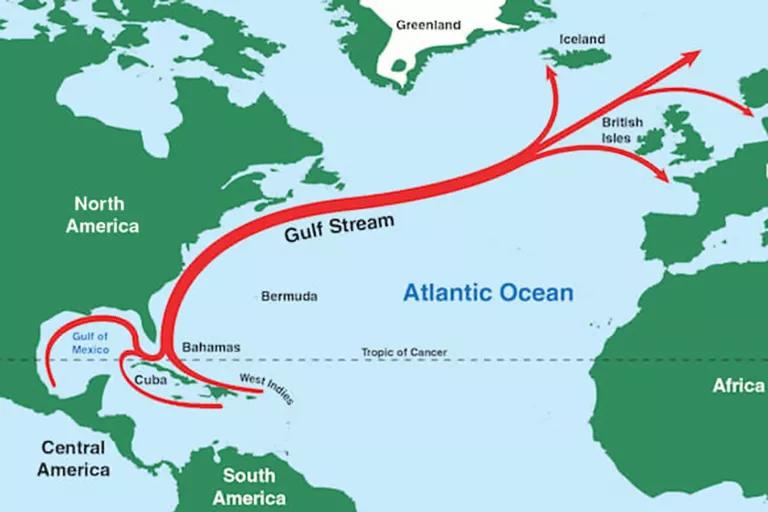 Greenland
Iceland
British
Isles
North
America
Gulf Stream
Bermuda
Atlantic Ocean
Gulf of
Mexico
Bahamas
Tropic of Cancer
Cuba
West Indies
Africa
Central
America
South
America